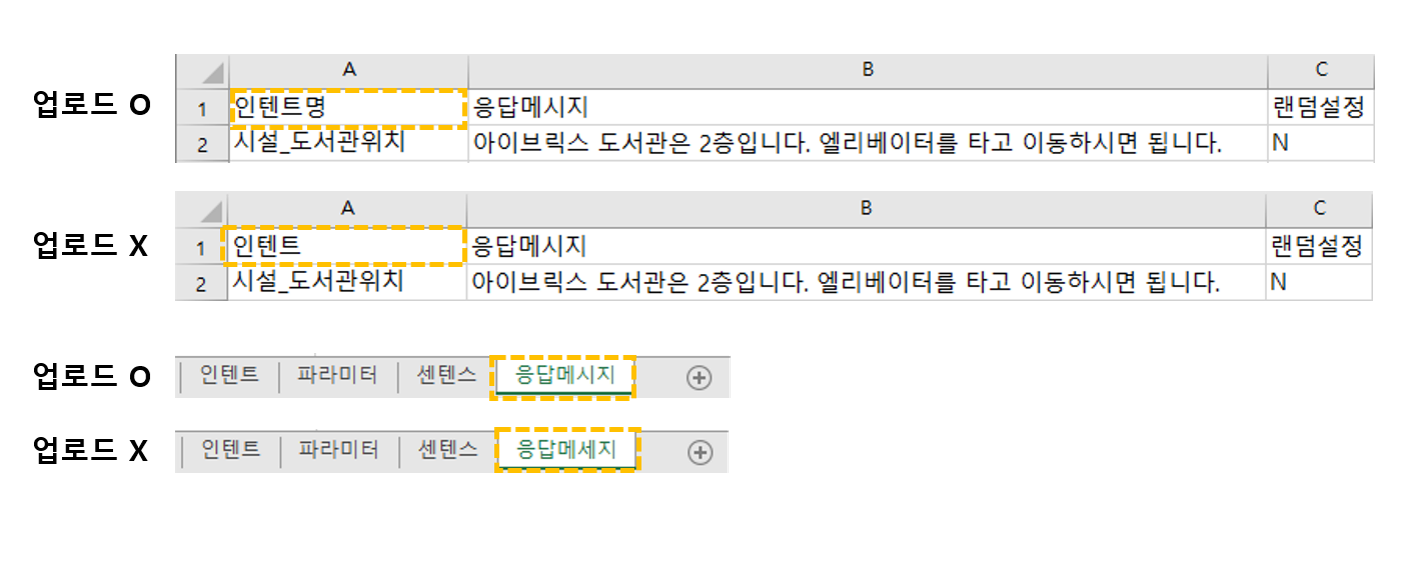 A B C
업로드 O
1 인텐트명 응답메시지 랜덤설정
2 시설_도서관위치 아이브릭스 도서관은 2층입니다. 엘리베이터를 타고 이동하시면 됩니다. N
A B C
업로드 X
1 인텐트 응답메시지 랜덤설정
2 시설_도서관위치 아이브릭스 도서관은 2층입니다. 엘리베이터를 타고 이동하시면 됩니다. N
업로드 O 인텐트 파라미터 센텐스 응답메시지
업로드 X 인텐트 파라미터 센텐스 응답메세지